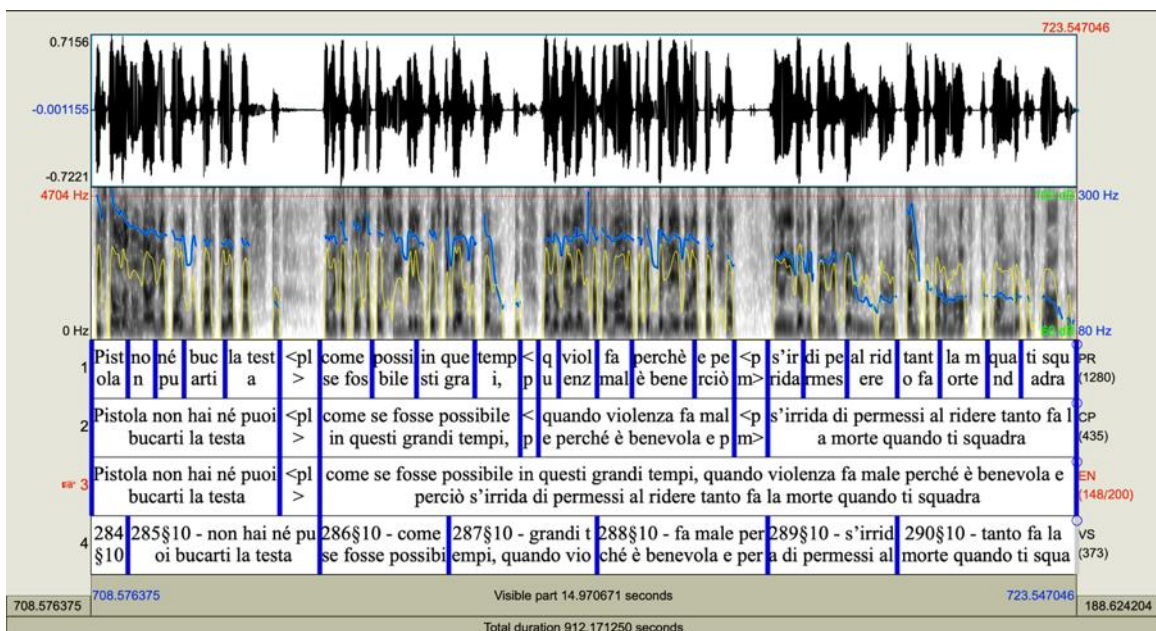 723.547046
0.7156
-0.001155
-0.7221
4704 Hz
300 Hz
0 Hz
80 Hz
1
Pist no né buc la test <pl come possi in que temp < q viol fa perchè e pe <p s'ir di pe al rid tant la m qua ti squ
PR
ola n pu arti a > se fos bile sti gra i, p u enz mal è bene rciò m> rida rmes ere o fa orte nd adra
(1280)
2
Pistola non hai né puoi <pl come se fosse possibile < quando violenza fa mal <p s'irrida di permessi al ridere tanto fa l
CP
bucarti la testa > in questi grandi tempi, p e perché è benevola e p m> a morte quando ti squadra
(435)
3
Pistola non hai né puoi <pl come se fosse possibile in questi grandi tempi, quando violenza fa male perché è benevola e
EN
bucarti la testa > perciò s'irrida di permessi al ridere tanto fa la morte quando ti squadra
(148/200)
4
284 285§10 - non hai né pu 286§10 - come 287§10 - grandi t 288§10 - fa male per 289§10 - s'irrid 290§10 - tanto fa la
VS
§10 oi bucarti la testa se fosse possibi empi, quando vio ché è benevola e per a di permessi al morte quando ti squa
(373)
708.576375
Visible part 14.970671 seconds
723.547046
708.576375
188.624204
Total duration 912.171250 seconds